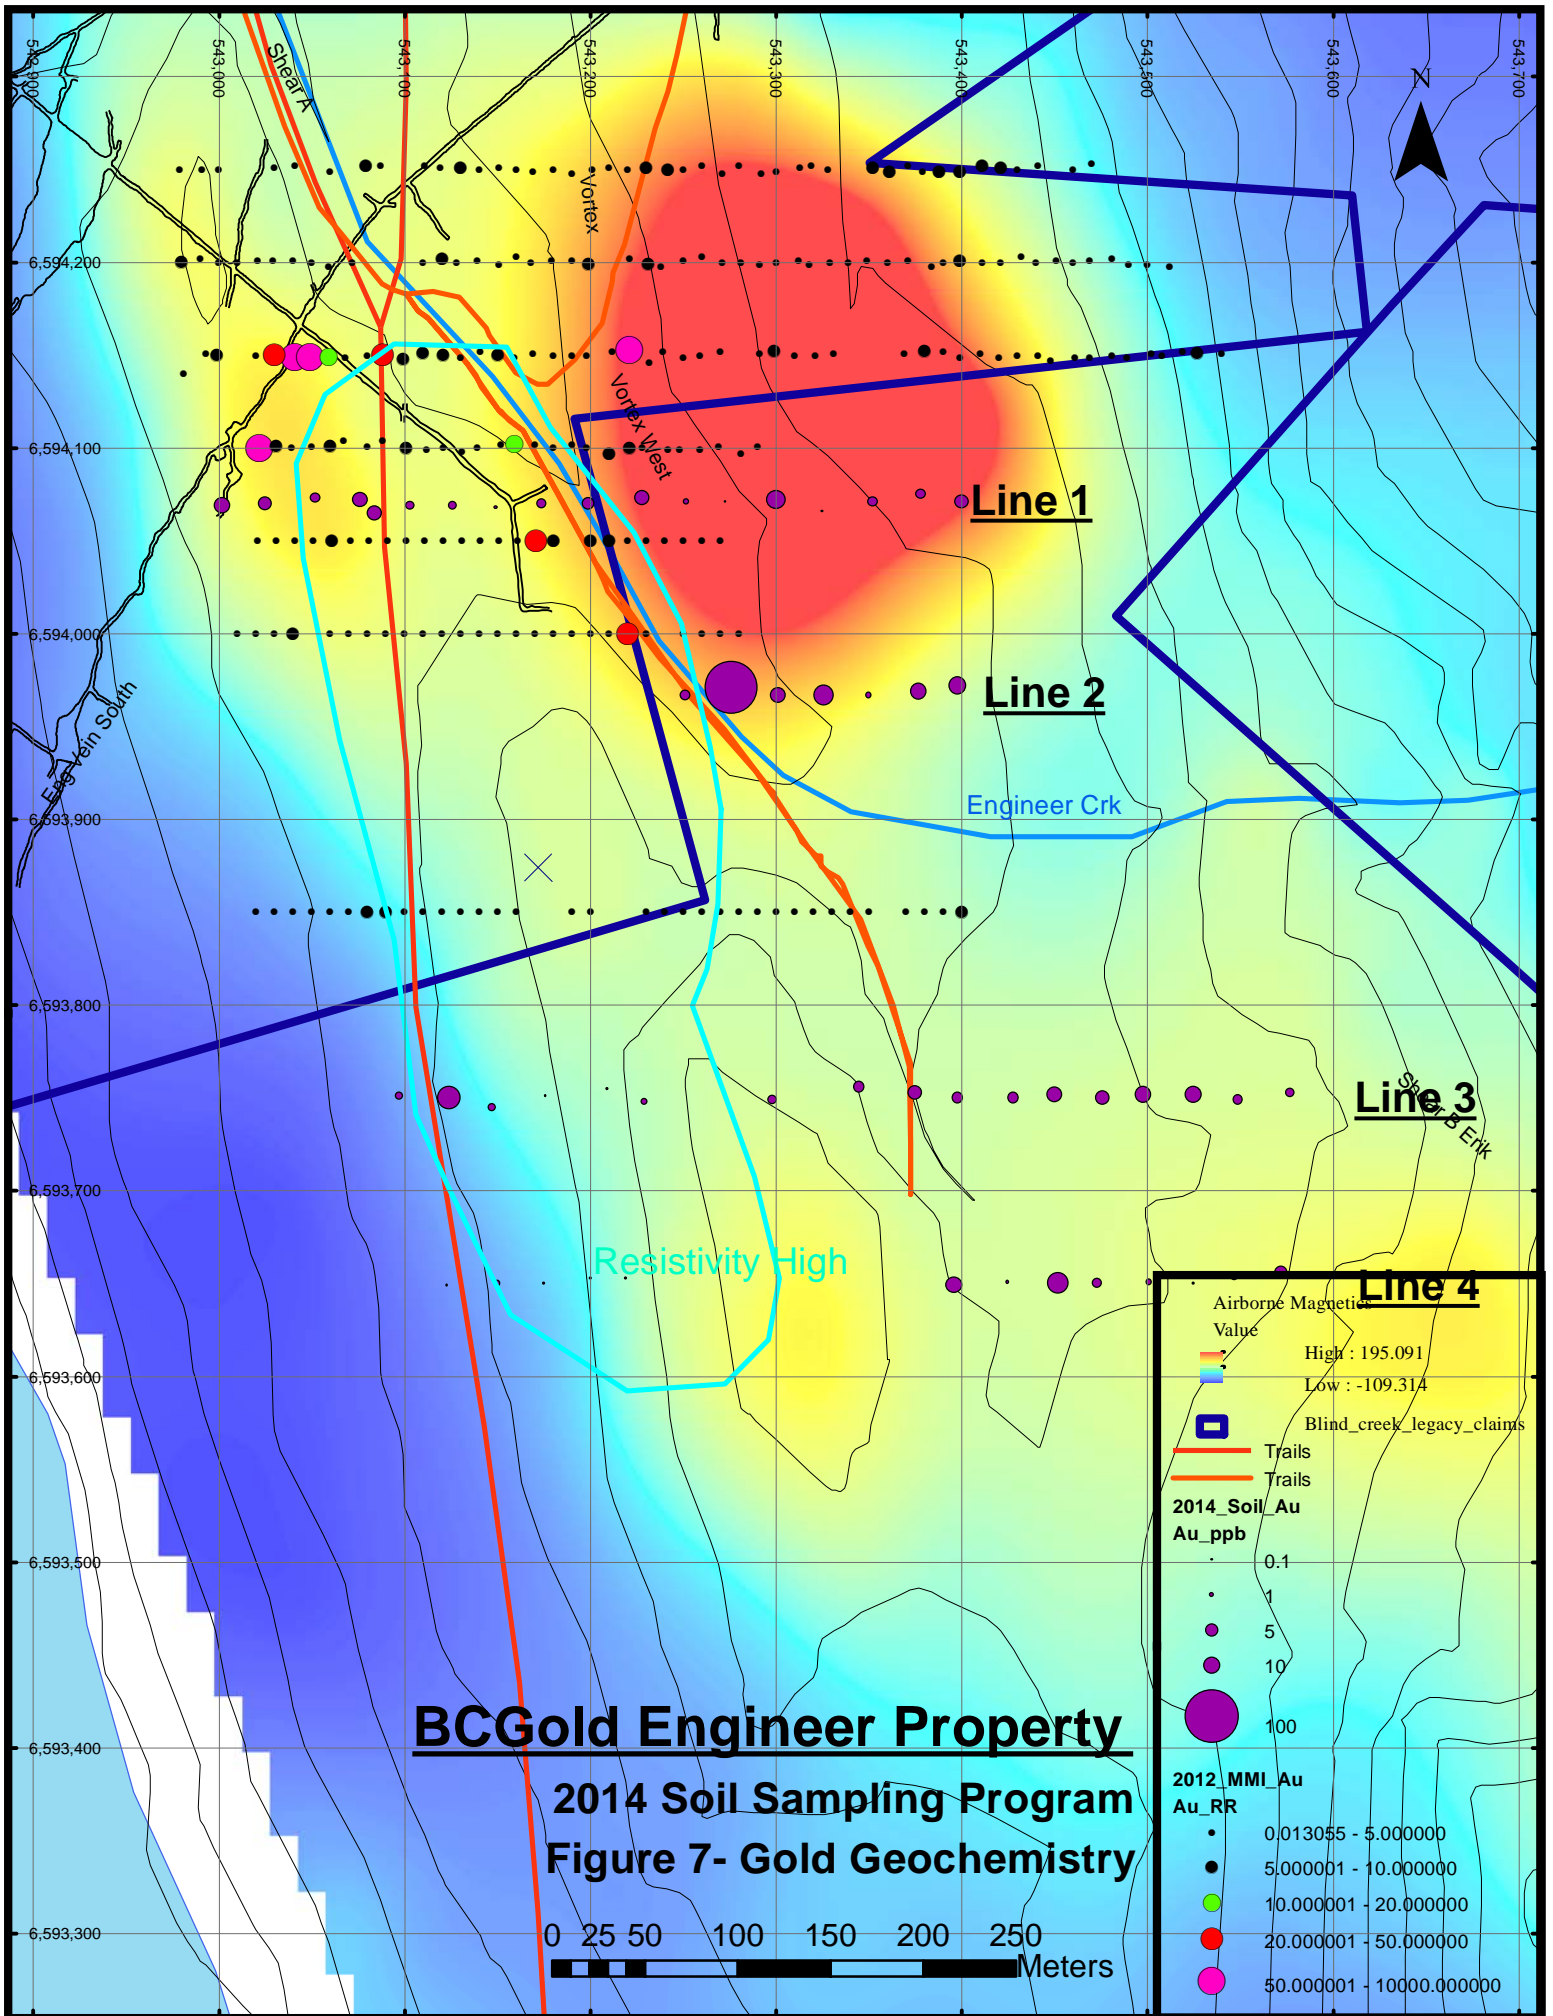 542,900
543,000
543,100
543,200
543,300
543,400
543,500
543,600
543,700
N
Shear A
Vortex
6,594,200
Vortex West
6,594,100
Line 1
6,594,000
Line 2
Eng Vein South
6,593,900
Engineer Crk
6,593,800
Line 3
Shear B Erik
6,593,700
Resistivity High
Line 4
6,593,600
6,593,500
6,593,400
6,593,300
BCGold Engineer Property
2014 Soil Sampling Program
Figure 7- Gold Geochemistry
0 25 50 100 150 200 250
Meters
Airborne Magnetics
Value
High : 195.091
Low : -109.314
Blind_creek_legacy_claims
Trails
Trails
2014_Soil_Au
Au_ppb
0.1
1
5
10
100
2012_MMI_Au
Au_RR
0.013055 - 5.000000
5.000001 - 10.000000
10.000001 - 20.000000
20.000001 - 50.000000
50.000001 - 10000.000000